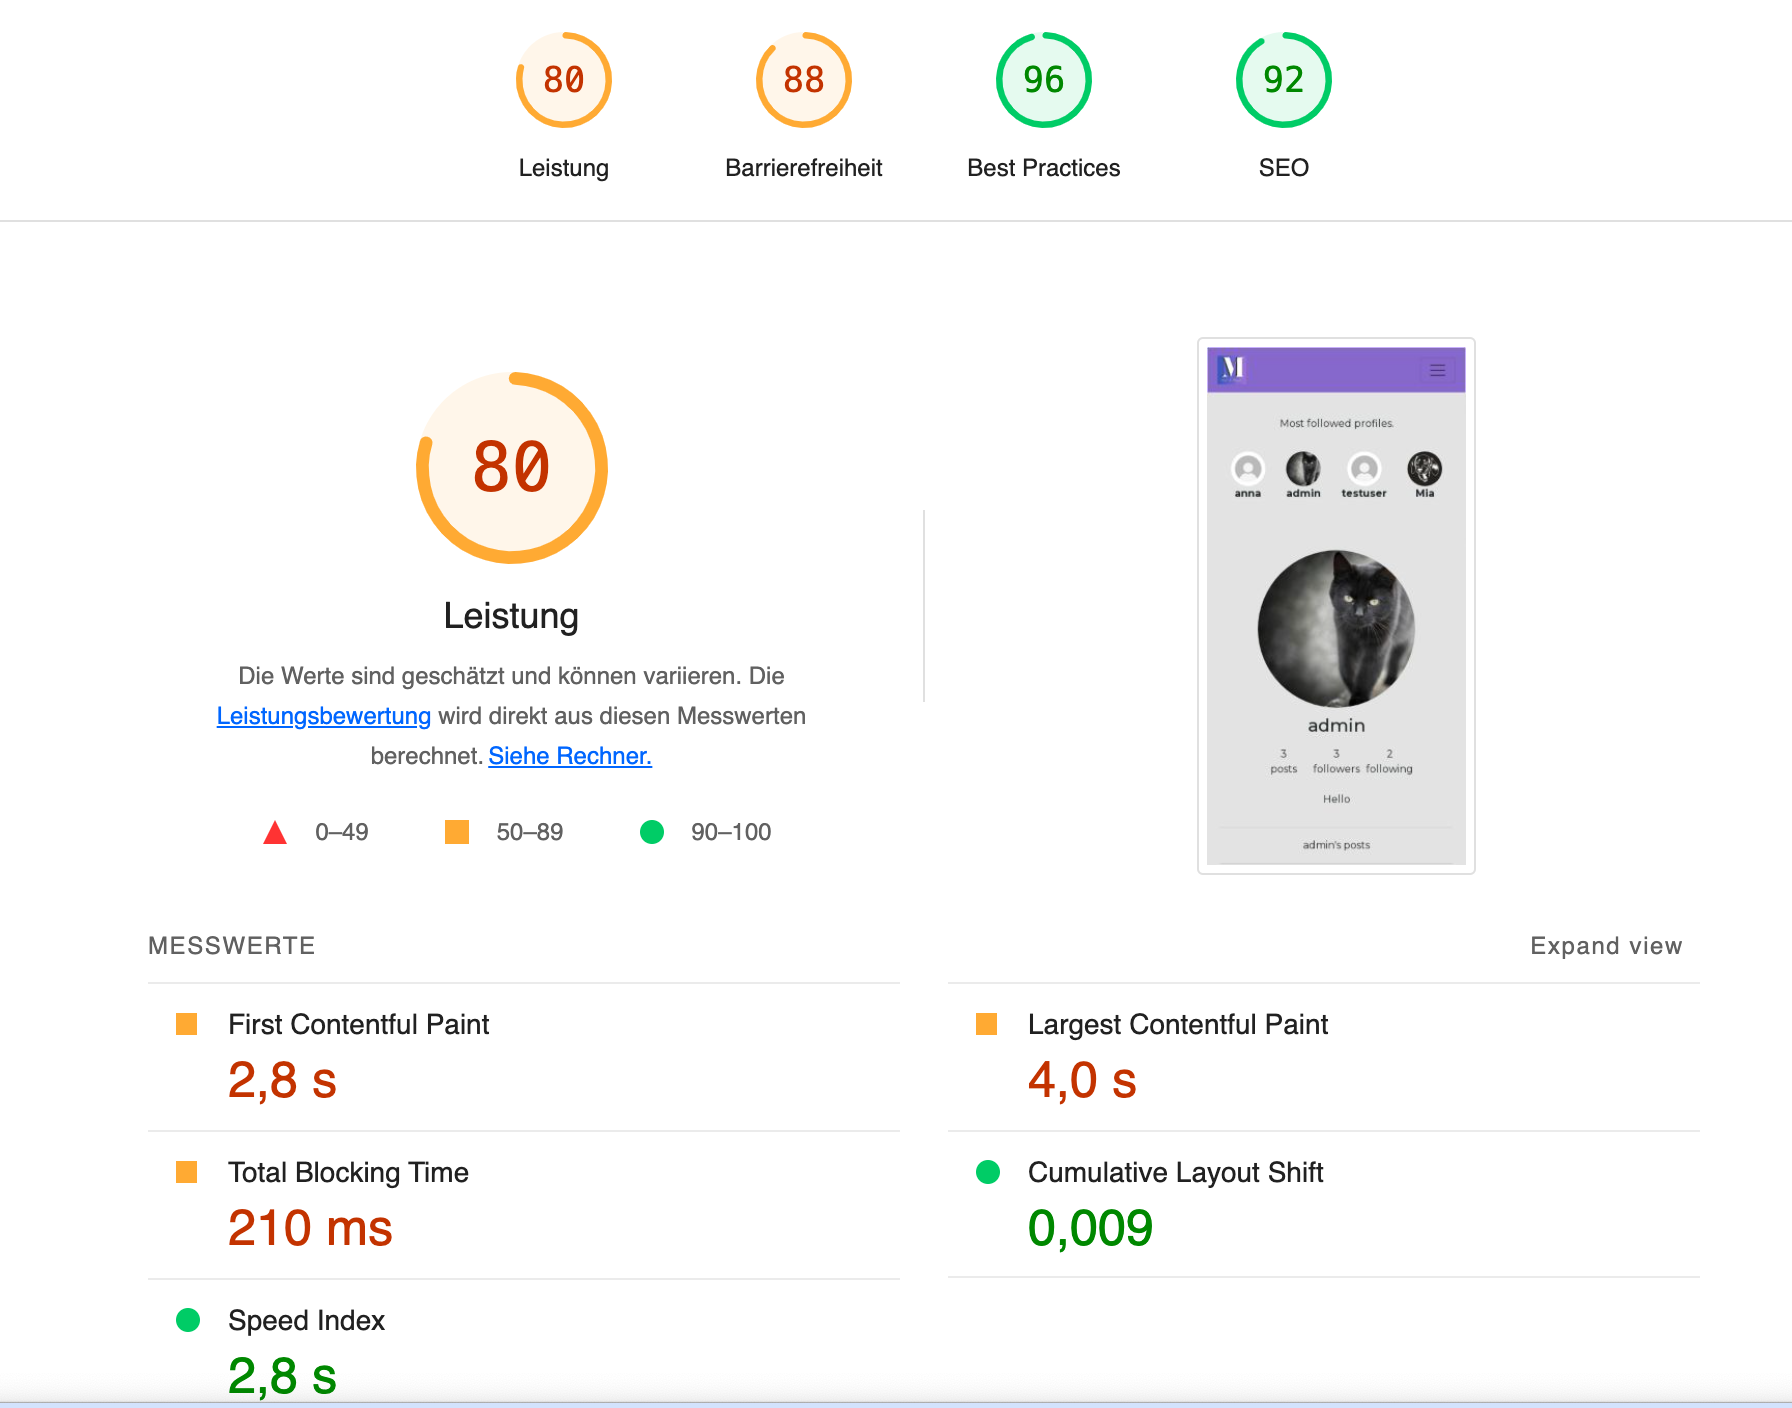 80
88
96
92
Leistung
Barrierefreiheit
Best Practices
SEO
80
Leistung
Die Werte sind geschätzt und können variieren. Die
Leistungsbewertung wird direkt aus diesen Messwerten
berechnet. Siehe Rechner.
0–49
50–89
90–100
M
Most followed profiles.
anna
admin
testuser
Mia
admin
3
3
2
posts
followers
following
Hello
admin's posts
MESSWERTE
Expand view
First Contentful Paint
2,8 s
Largest Contentful Paint
4,0 s
Total Blocking Time
210 ms
Cumulative Layout Shift
0,009
Speed Index
2,8 s